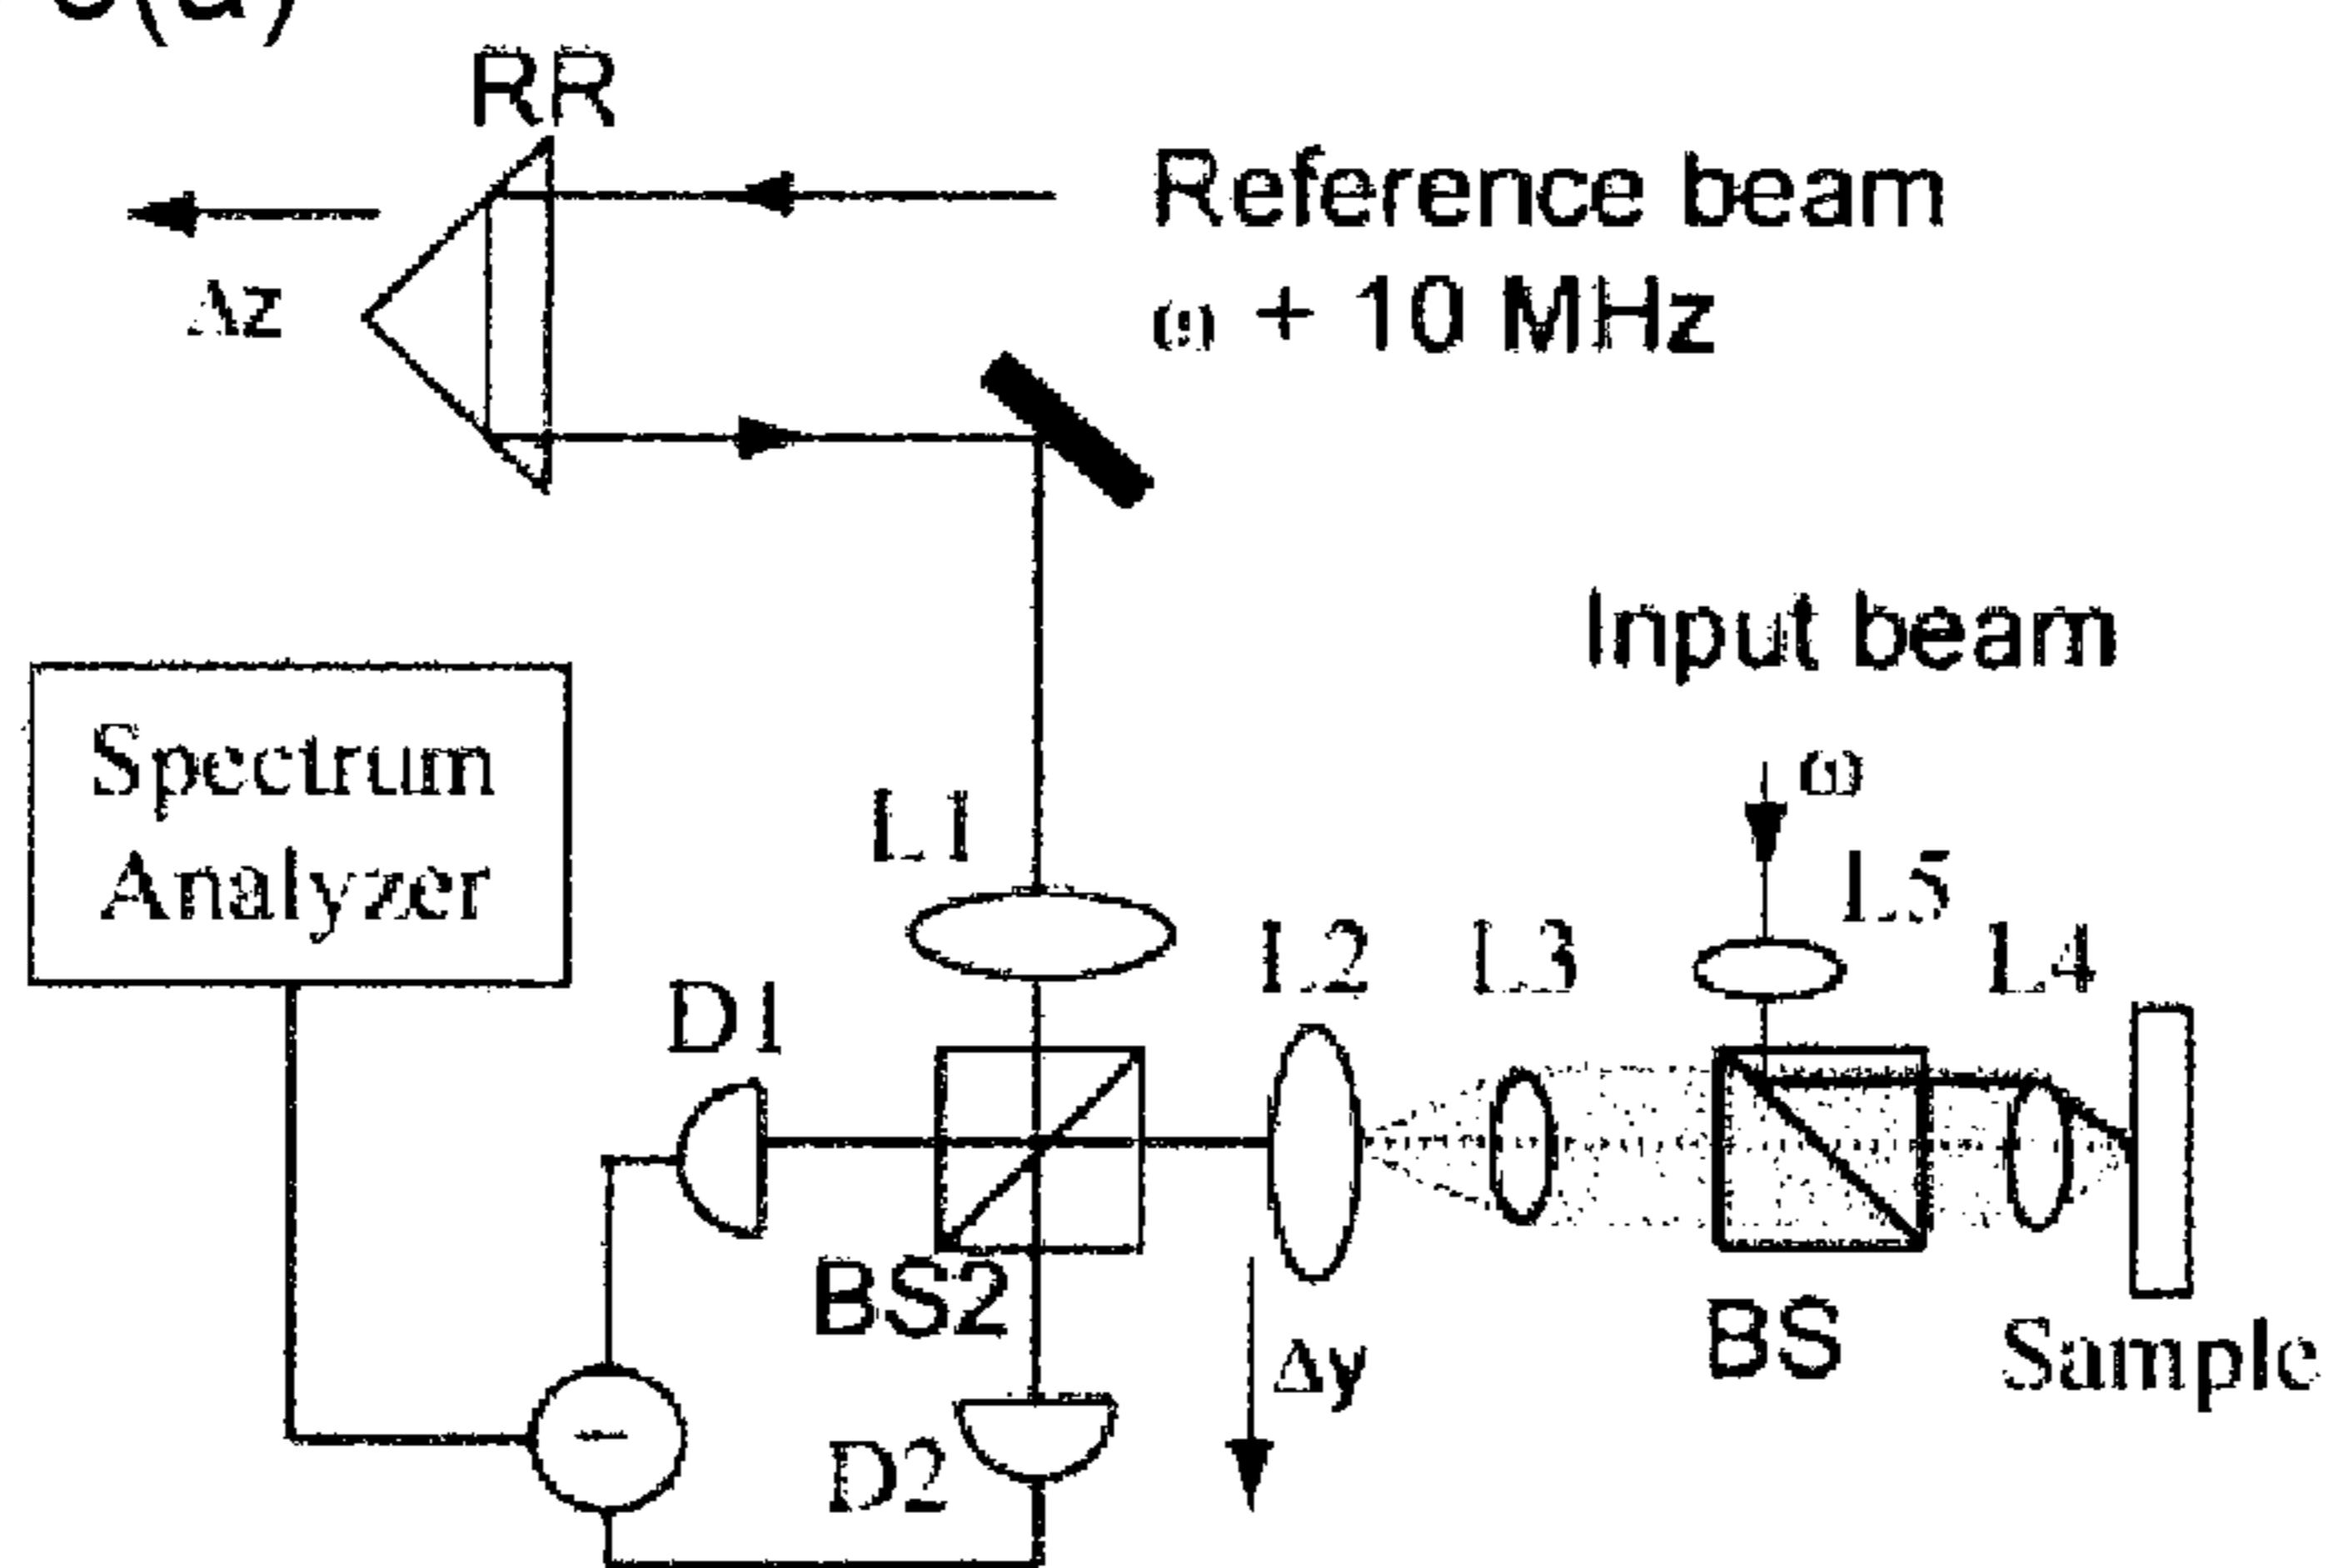 RR
Reference beam
Δz
ω + 10 MHz
Input beam
ω
Spectrum
Analyzer
L1
L5
L2
L3
L4
D1
BS2
Δy
BS
Sample
−
D2